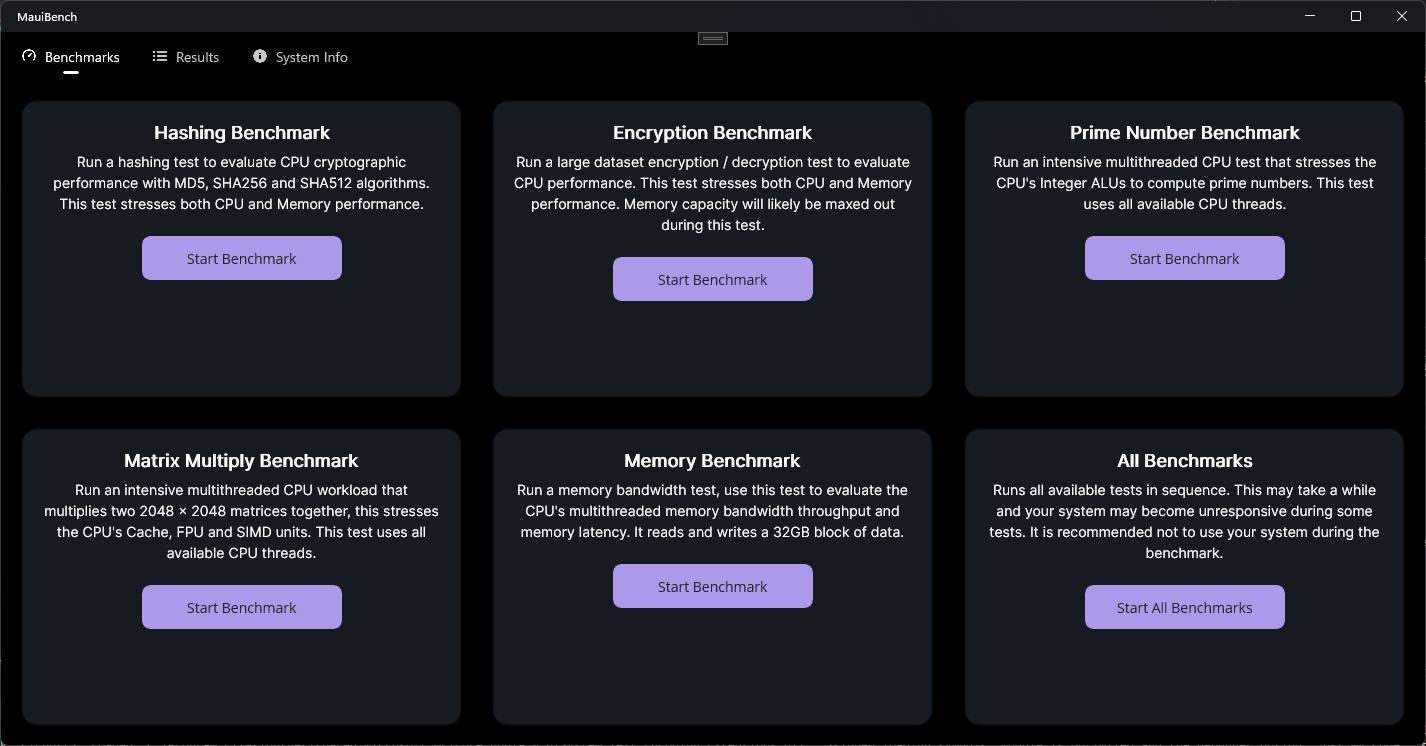 MauiBench
Benchmarks
Results
System Info
Hashing Benchmark
Run a hashing test to evaluate CPU cryptographic
performance with MD5, SHA256 and SHA512 algorithms.
This test stresses both CPU and Memory performance.
Start Benchmark
Encryption Benchmark
Run a large dataset encryption / decryption test to evaluate
CPU performance. This test stresses both CPU and Memory
performance. Memory capacity will likely be maxed out
during this test.
Start Benchmark
Prime Number Benchmark
Run an intensive multithreaded CPU test that stresses the
CPU's Integer ALUs to compute prime numbers. This test
uses all available CPU threads.
Start Benchmark
Matrix Multiply Benchmark
Run an intensive multithreaded CPU workload that
multiplies two 2048 × 2048 matrices together, this stresses
the CPU's Cache, FPU and SIMD units. This test uses all
available CPU threads.
Start Benchmark
Memory Benchmark
Run a memory bandwidth test, use this test to evaluate the
CPU's multithreaded memory bandwidth throughput and
memory latency. It reads and writes a 32GB block of data.
Start Benchmark
All Benchmarks
Runs all available tests in sequence. This may take a while
and your system may become unresponsive during some
tests. It is recommended not to use your system during the
benchmark.
Start All Benchmarks